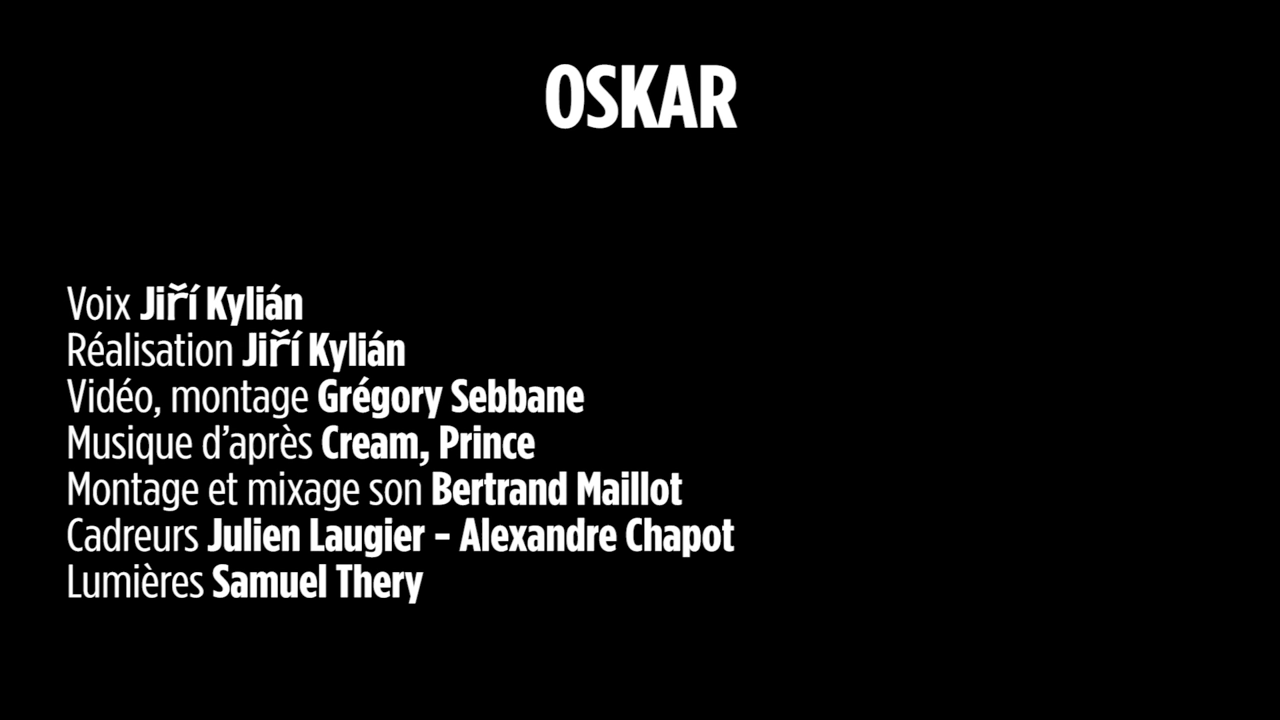 OSKAR
Voix Jiří Kylián
Réalisation Jiří Kylián
Vidéo, montage Grégory Sebbane
Musique d’après Cream, Prince
Montage et mixage son Bertrand Maillot
Cadreurs Julien Laugier - Alexandre Chapot
Lumières Samuel Thery